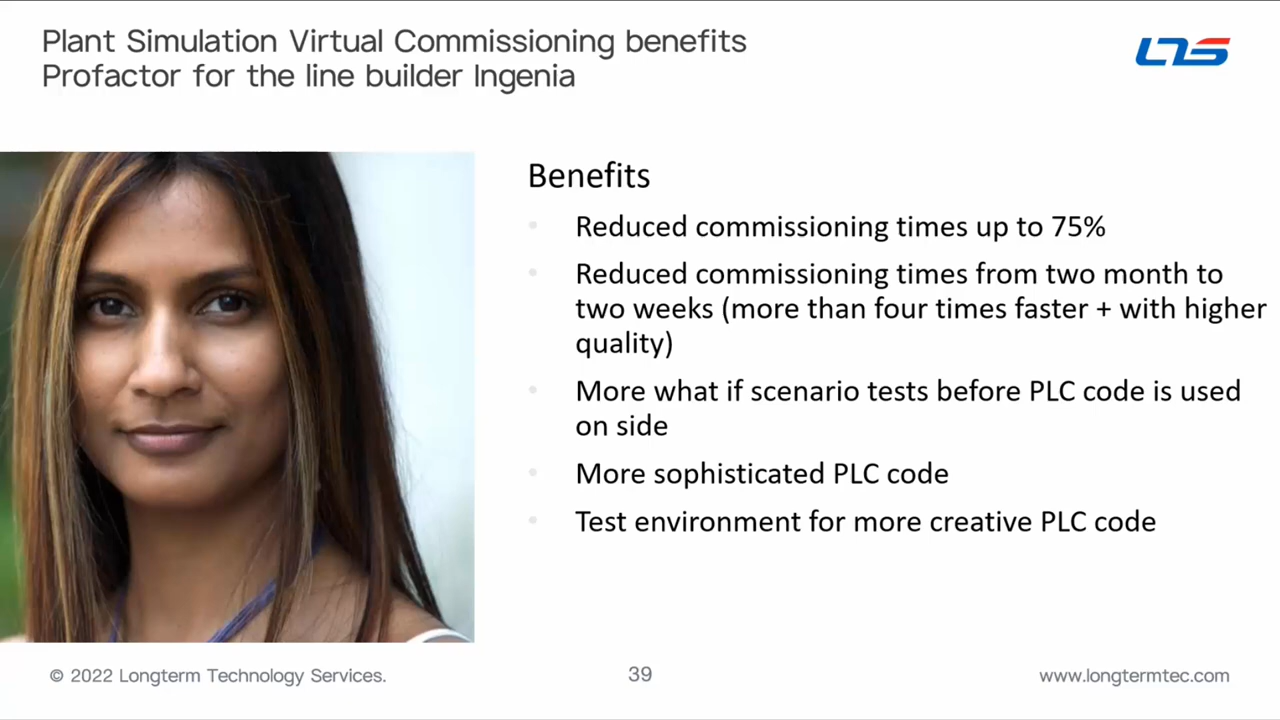 Plant Simulation Virtual Commissioning benefits
Profactor for the line builder Ingenia
LTS
Benefits
Reduced commissioning times up to 75%
Reduced commissioning times from two month to
two weeks (more than four times faster + with higher
quality)
More what if scenario tests before PLC code is used
on side
More sophisticated PLC code
Test environment for more creative PLC code
© 2022 Longterm Technology Services.
39
www.longtermtec.com